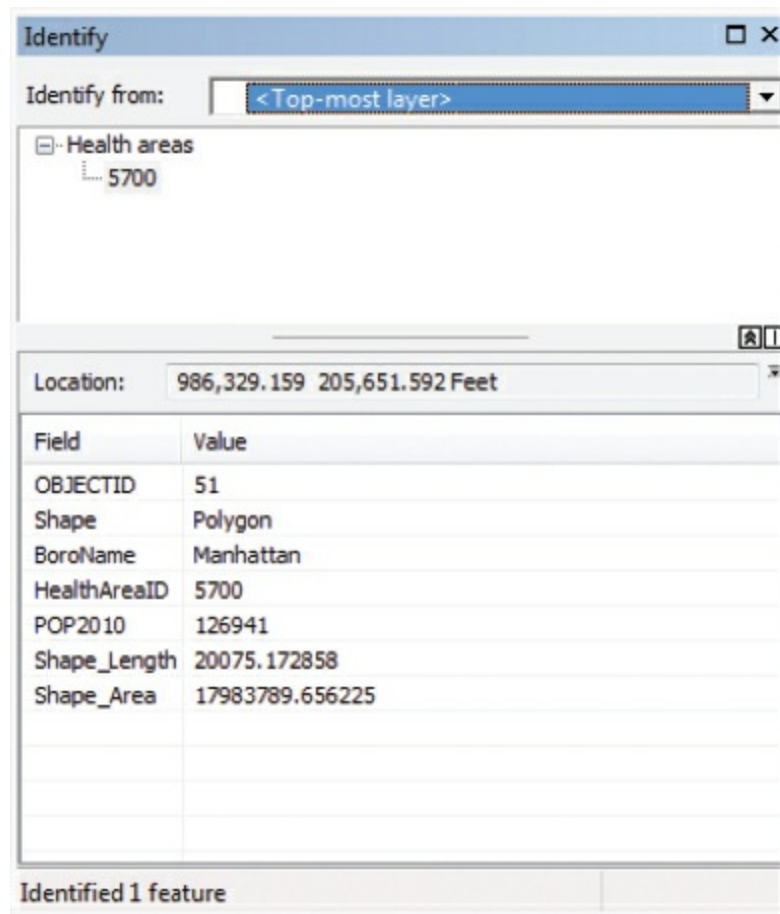 Identify
Identify from: <Top-most layer>
Health areas
5700
Location: 986,329.159 205,651.592 Feet
Field Value
OBJECTID 51
Shape Polygon
BoroName Manhattan
HealthAreaID 5700
POP2010 126941
Shape_Length 20075.172858
Shape_Area 17983789.656225
Identified 1 feature